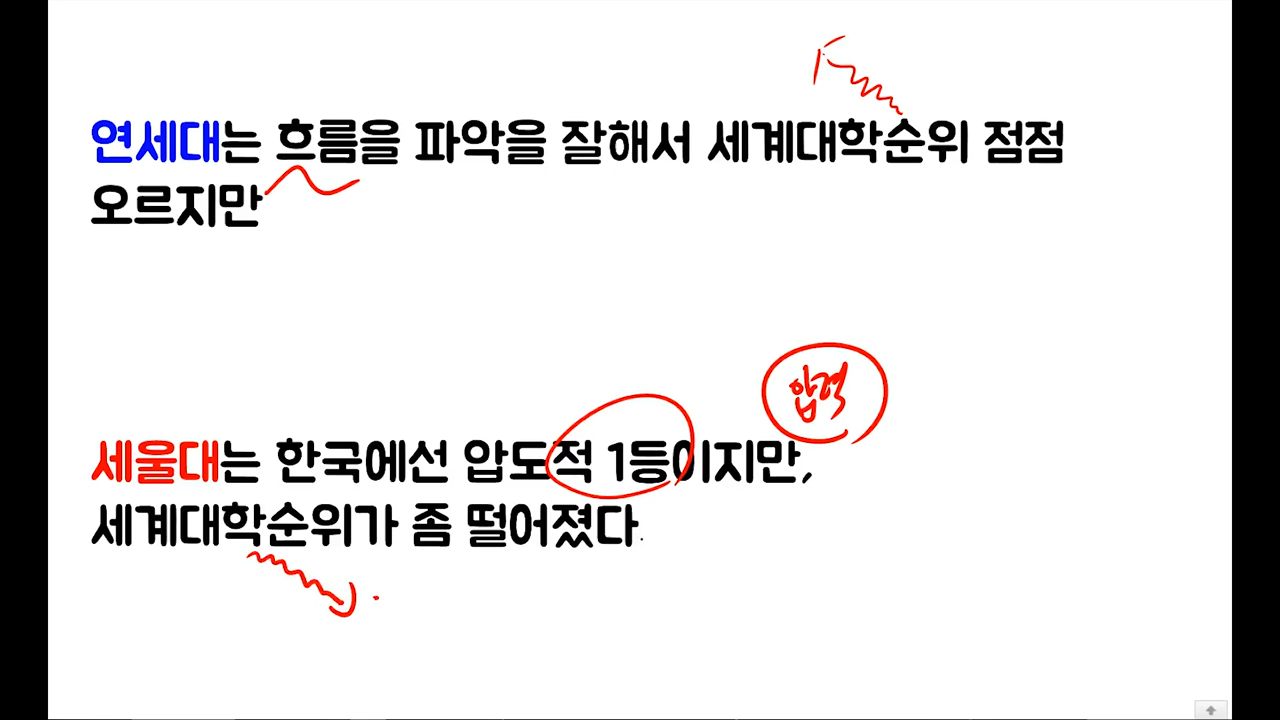 연세대는 흐름을 파악을 잘해서 세계대학순위 점점
오르지만
압력
세울대는 한국에선 압도적 1등이지만,
세계대학순위가 좀 떨어졌다.